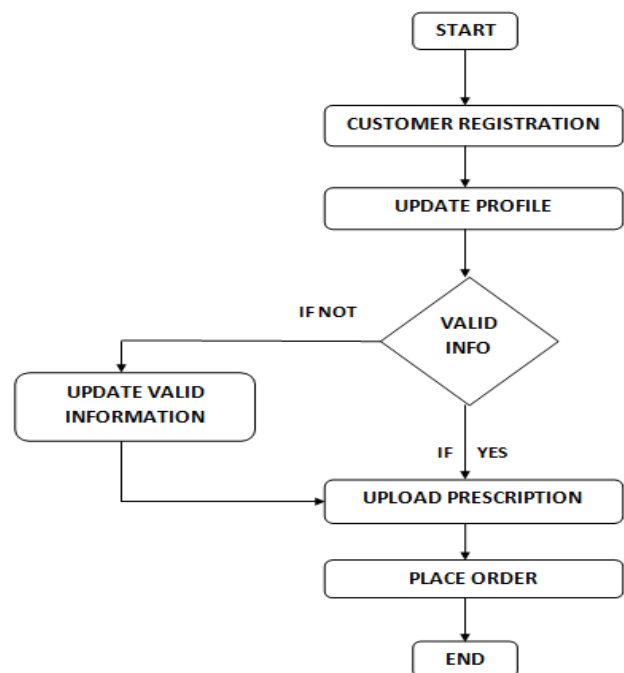 START
CUSTOMER REGISTRATION
UPDATE PROFILE
IF NOT
VALID
INFO
UPDATE VALID
INFORMATION
IF YES
UPLOAD PRESCRIPTION
PLACE ORDER
END